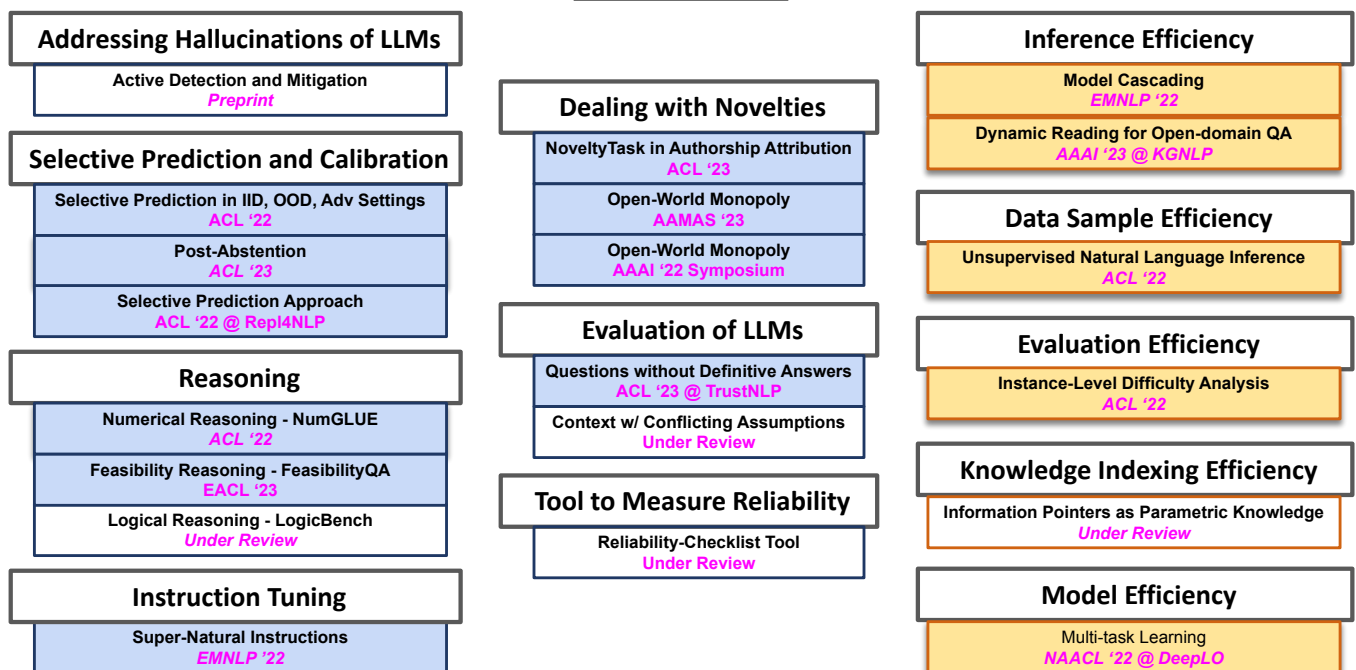 Addressing Hallucinations of LLMs
Active Detection and Mitigation
Preprint
Selective Prediction and Calibration
Selective Prediction in IID, OOD, Adv Settings
ACL ‘22
Post-Abstention
ACL ‘23
Selective Prediction Approach
ACL ‘22 @ Repl4NLP
Reasoning
Numerical Reasoning - NumGLUE
ACL ‘22
Feasibility Reasoning - FeasibilityQA
EACL ‘23
Logical Reasoning - LogicBench
Under Review
Instruction Tuning
Super-Natural Instructions
EMNLP ’22
Dealing with Novelties
NoveltyTask in Authorship Attribution
ACL ‘23
Open-World Monopoly
AAMAS ‘23
Open-World Monopoly
AAAI ‘22 Symposium
Evaluation of LLMs
Questions without Definitive Answers
ACL ‘23 @ TrustNLP
Context w/ Conflicting Assumptions
Under Review
Tool to Measure Reliability
Reliability-Checklist Tool
Under Review
Inference Efficiency
Model Cascading
EMNLP ‘22
Dynamic Reading for Open-domain QA
AAAI ‘23 @ KGNLP
Data Sample Efficiency
Unsupervised Natural Language Inference
ACL ‘22
Evaluation Efficiency
Instance-Level Difficulty Analysis
ACL ‘22
Knowledge Indexing Efficiency
Information Pointers as Parametric Knowledge
Under Review
Model Efficiency
Multi-task Learning
NAACL ‘22 @ DeepLO